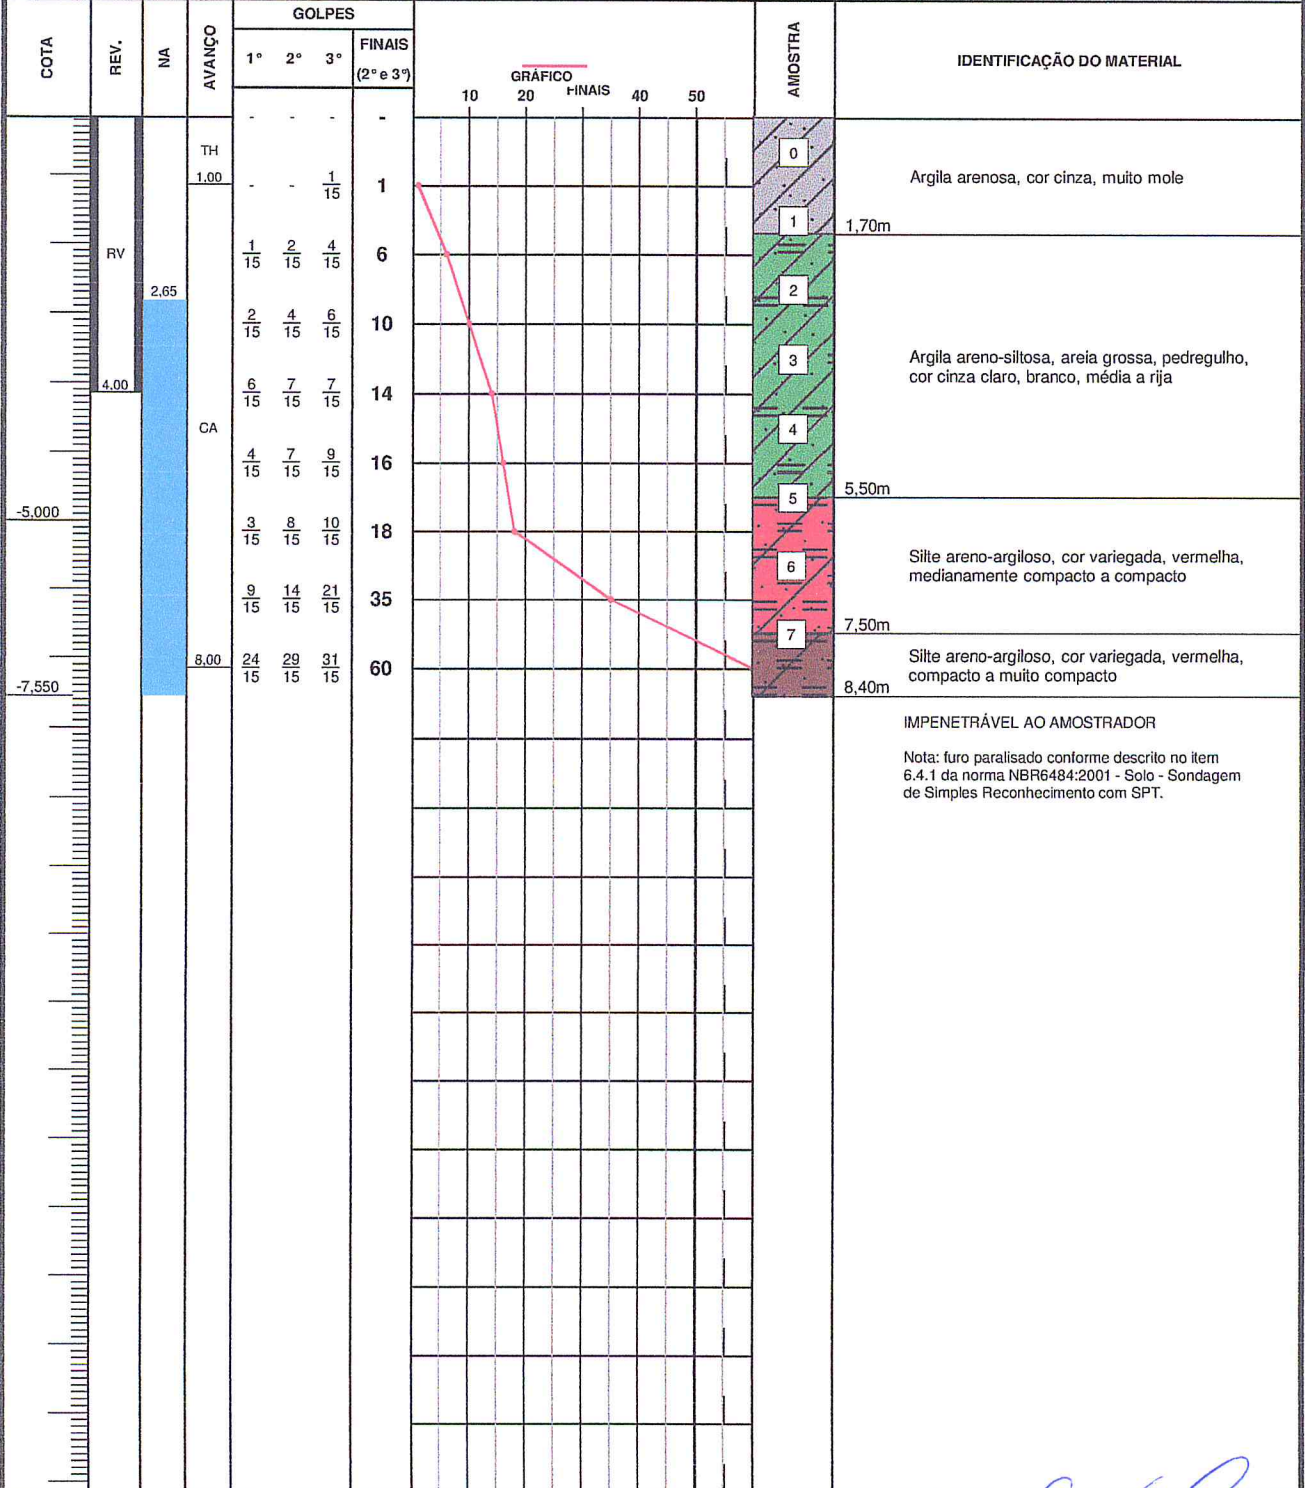 COTA
REV.
NA
AVANÇO
GOLPES
1° 2° 3°
FINAIS
(2° e 3°)
GRÁFICO
FINAIS
10 20 40 50
AMOSTRA
IDENTIFICAÇÃO DO MATERIAL
- - - -
TH
1.00
- - 1/15 1
0
Argila arenosa, cor cinza, muito mole
1
1,70m
RV
1/15 2/15 4/15 6
2,65
2
2/15 4/15 6/15 10
3
Argila areno-siltosa, areia grossa, pedregulho,
cor cinza claro, branco, média a rija
4.00
6/15 7/15 7/15 14
CA
4
4/15 7/15 9/15 16
5
5,50m
-5,000
3/15 8/15 10/15 18
6
Silte areno-argiloso, cor variegada, vermelha,
medianamente compacto a compacto
9/15 14/15 21/15 35
7
7,50m
8,00
24/15 29/15 31/15 60
Silte areno-argiloso, cor variegada, vermelha,
compacto a muito compacto
-7,550
8,40m
IMPENETRÁVEL AO AMOSTRADOR
Nota: furo paralisado conforme descrito no item
6.4.1 da norma NBR6484:2001 - Solo - Sondagem
de Simples Reconhecimento com SPT.